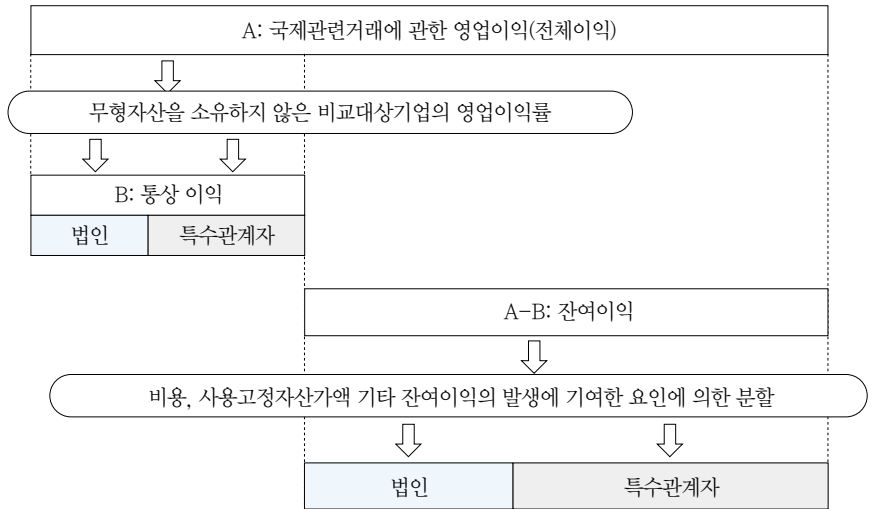 A: 국제관련거래에 관한 영업이익(전체이익)
무형자산을 소유하지 않은 비교대상기업의 영업이익률
B: 통상 이익
법인
특수관계자
A-B: 잔여이익
비용, 사용고정자산가액 기타 잔여이익의 발생에 기여한 요인에 의한 분할
법인
특수관계자